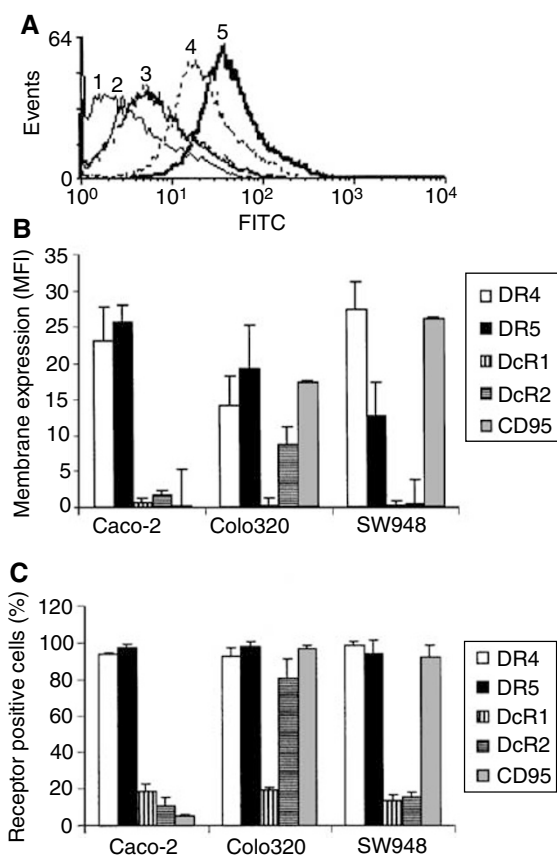 A
64
Events
0
1 2 3 4 5
10⁰ 10¹ 10² 10³ 10⁴
FITC
B
Membrane expression (MFI)
35
30
25
20
15
10
5
0
Caco-2 Colo320 SW948
DR4
DR5
DcR1
DcR2
CD95
C
Receptor positive cells (%)
120
100
80
60
40
20
0
Caco-2 Colo320 SW948
DR4
DR5
DcR1
DcR2
CD95